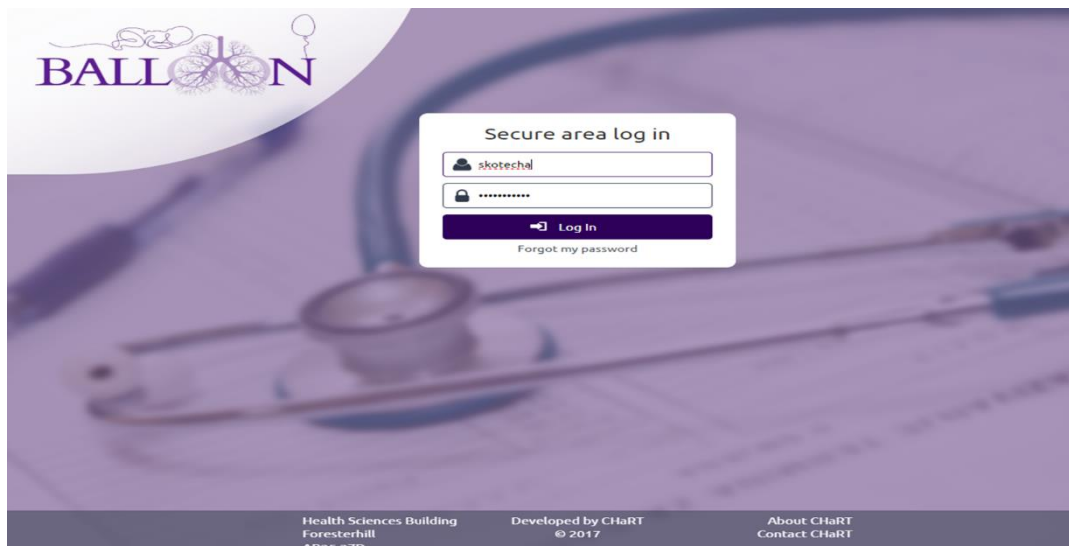 BALLOON
Secure area log in
skotecha
•••••••••••
Log In
Forgot my password
Health Sciences Building
Foresterhill
Developed by CHaRT
© 2017
About CHaRT
Contact CHaRT